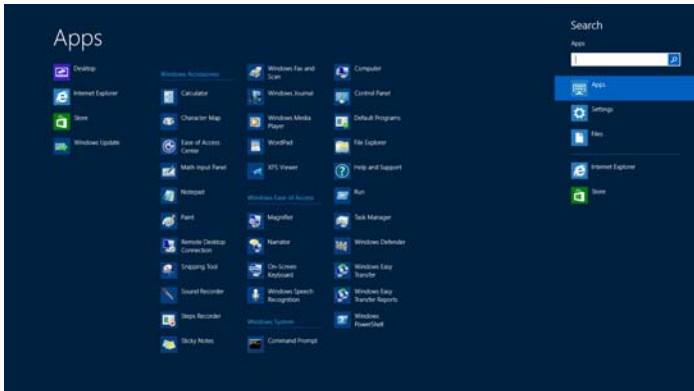 Apps
Desktop
Internet Explorer
Store
Windows Update
Windows Accessories
Calculator
Character Map
Ease of Access
Center
Math Input Panel
Notepad
Paint
Remote Desktop
Connection
Snipping Tool
Sound Recorder
Steps Recorder
Sticky Notes
Windows Fax and
Scan
Windows Journal
Windows Media
Player
WordPad
XPS Viewer
Windows Ease of Access
Magnifier
Narrator
On-Screen
Keyboard
Windows Speech
Recognition
Windows System
Command Prompt
Computer
Control Panel
Default Programs
File Explorer
Help and Support
Run
Task Manager
Windows Defender
Windows Easy
Transfer
Windows Easy
Transfer Reports
Windows
PowerShell
Search
Apps
Apps
Settings
Files
Internet Explorer
Store